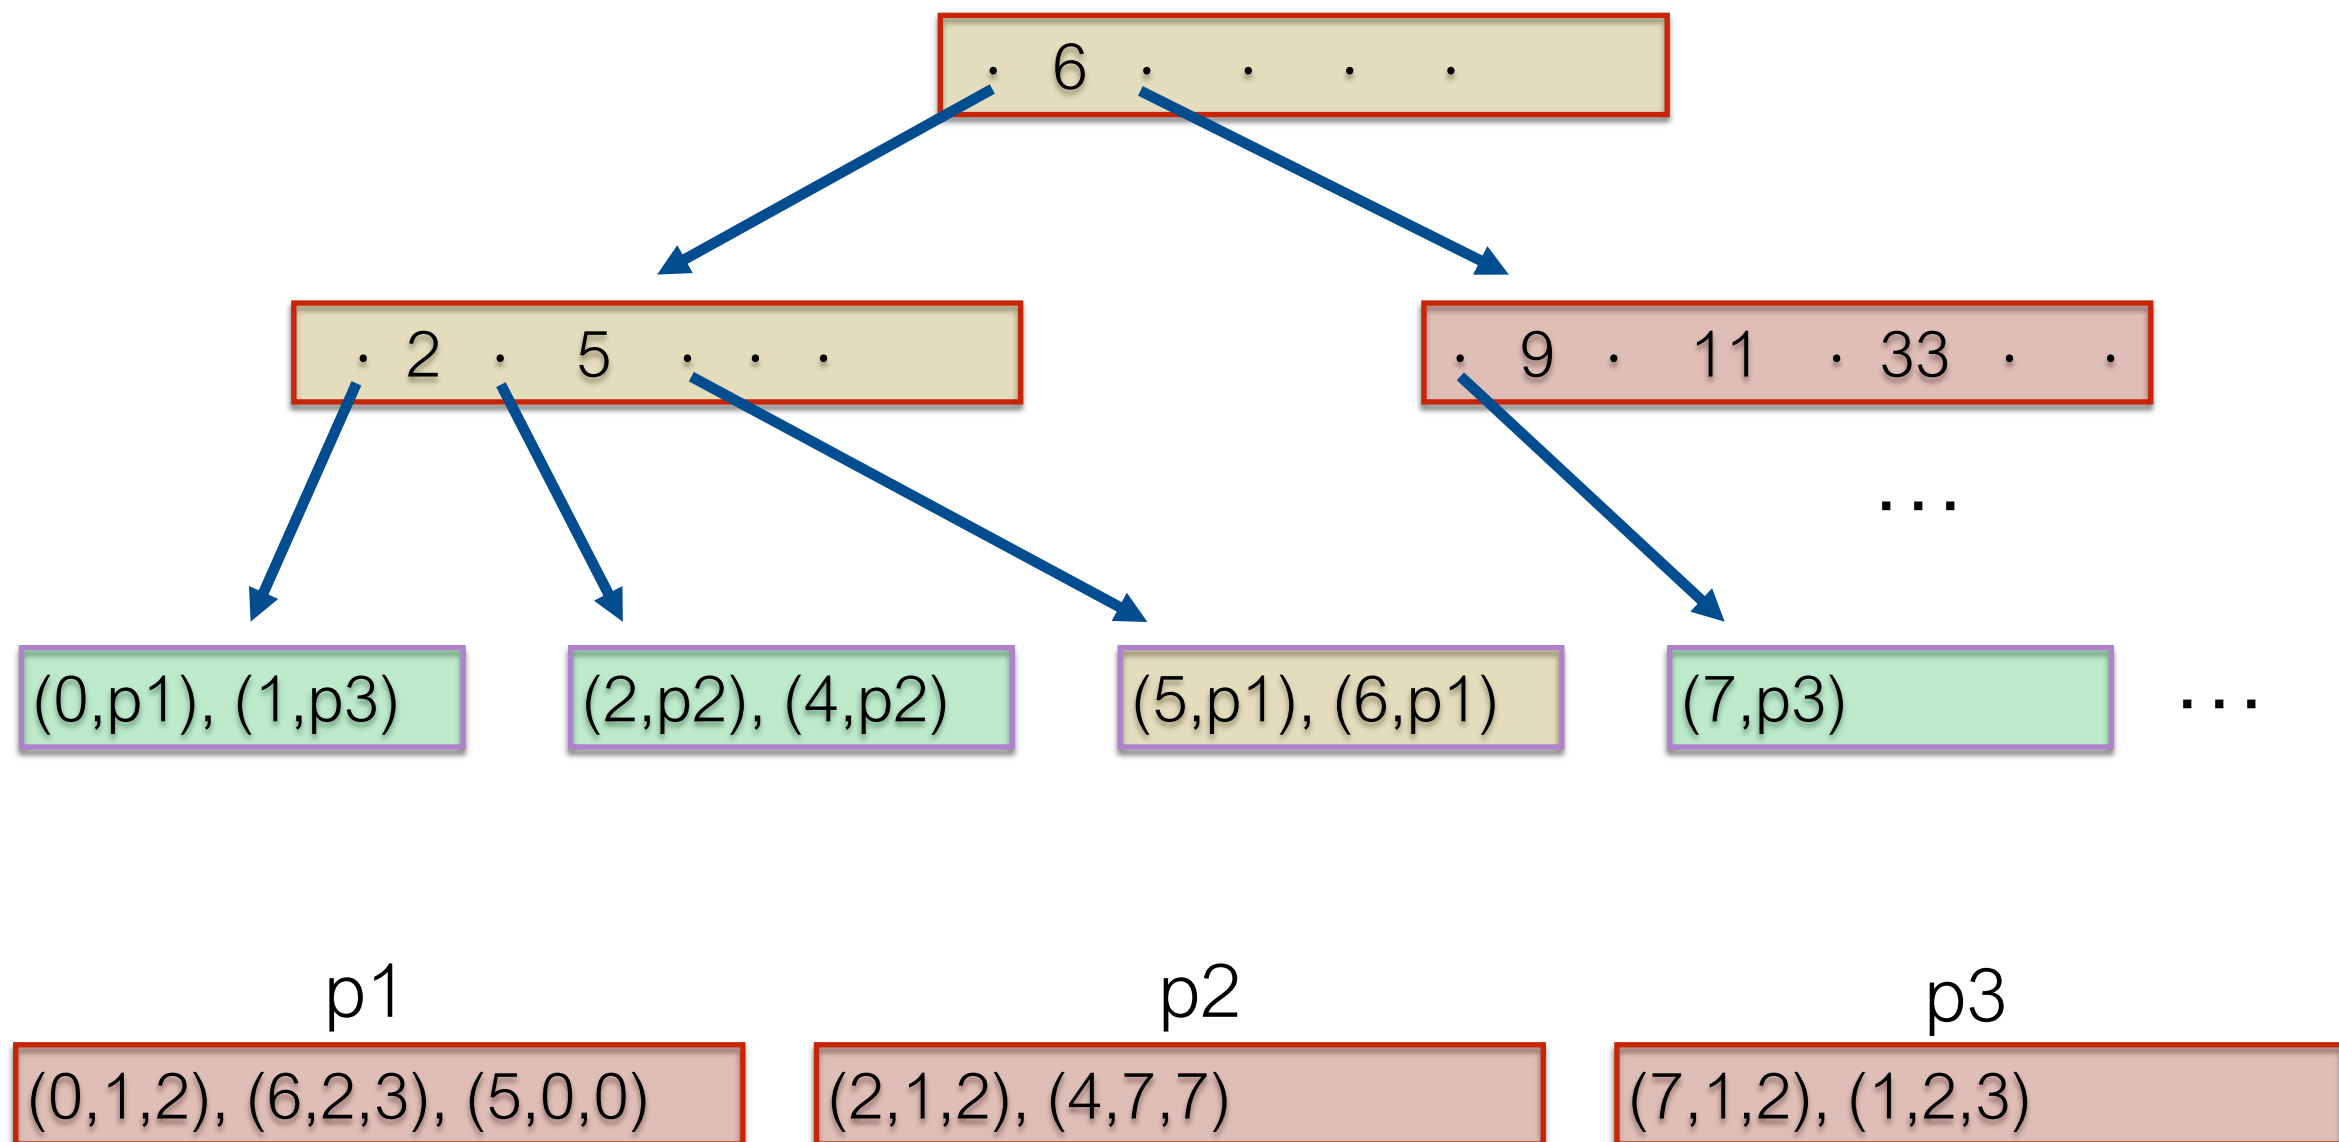 · 6 · · · ·
· 2 · 5 · · ·
· 9 · 11 · 33 · ·
...
(0,p1), (1,p3)
(2,p2), (4,p2)
(5,p1), (6,p1)
(7,p3)
...
p1
p2
p3
(0,1,2), (6,2,3), (5,0,0)
(2,1,2), (4,7,7)
(7,1,2), (1,2,3)